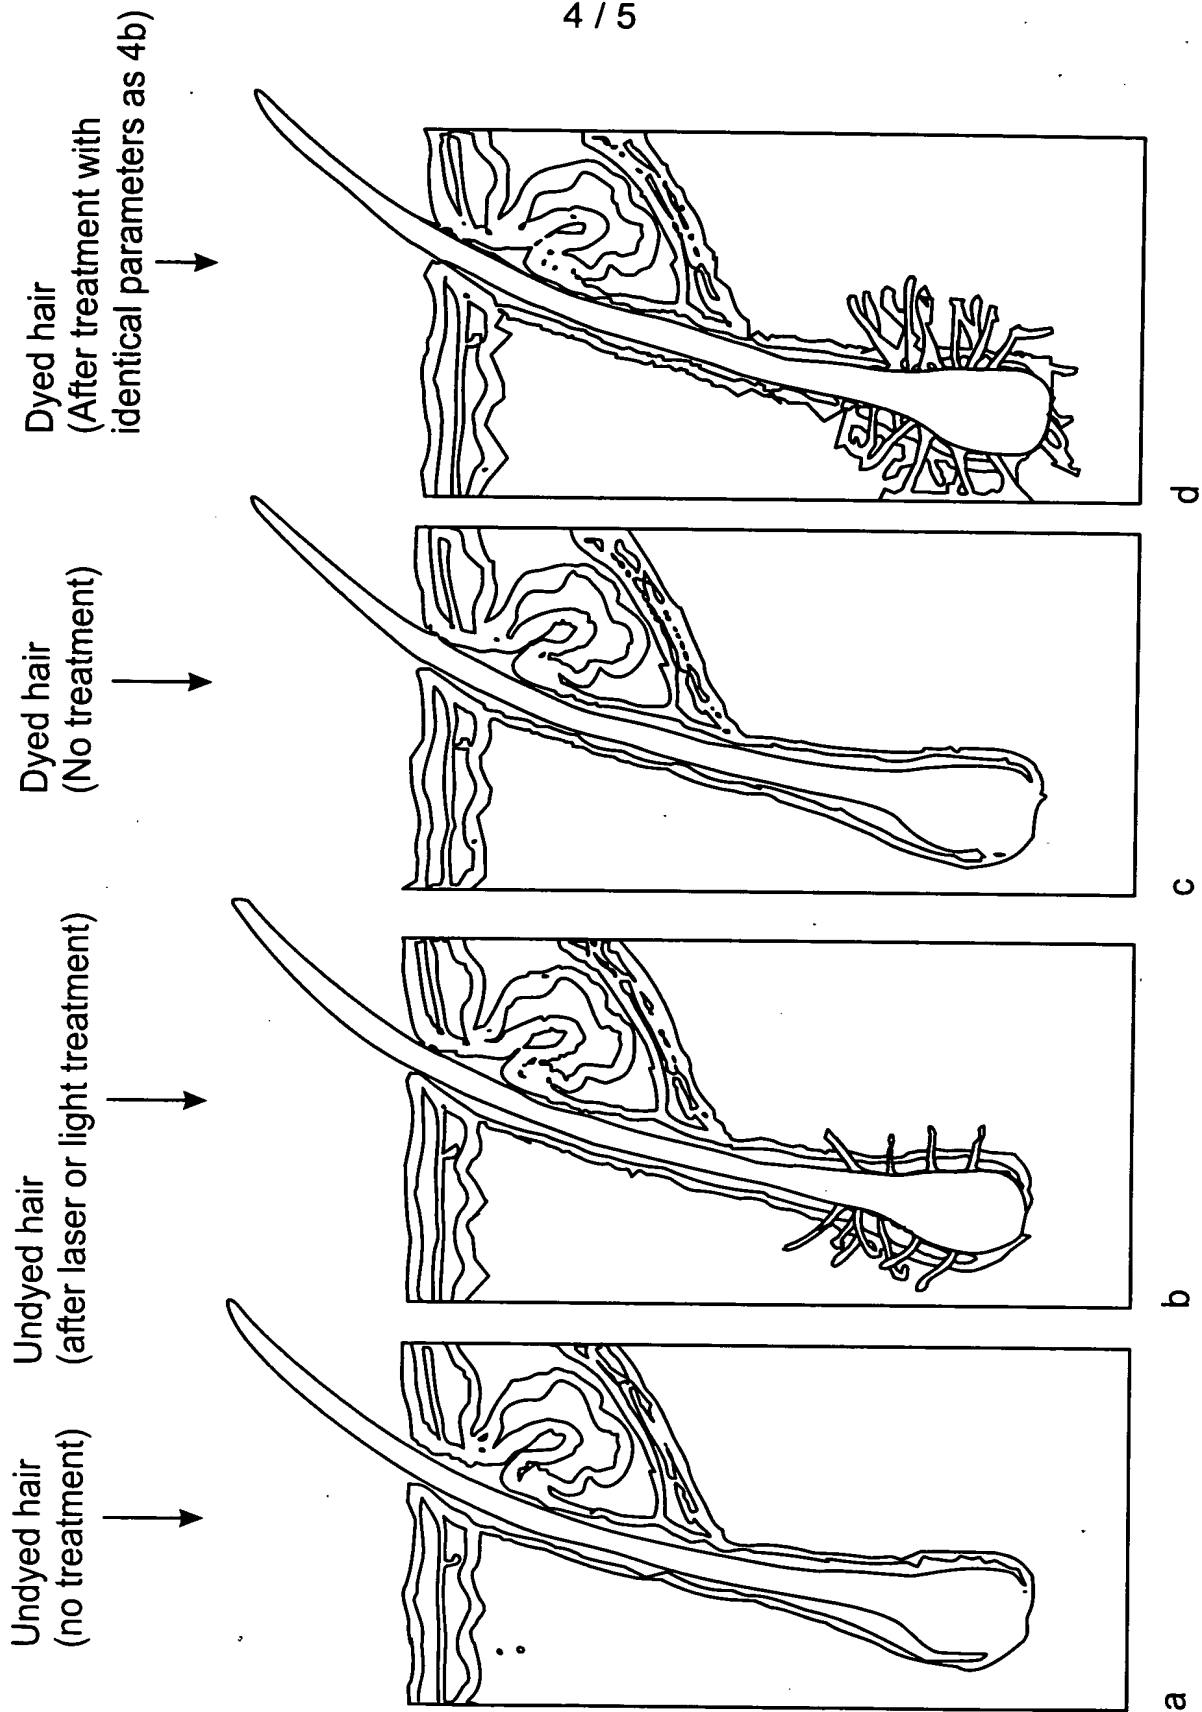 4 / 5
Undyed hair
(no treatment)
Undyed hair
(after laser or light treatment)
Dyed hair
(No treatment)
Dyed hair
(After treatment with
identical parameters as 4b)
a
b
c
d